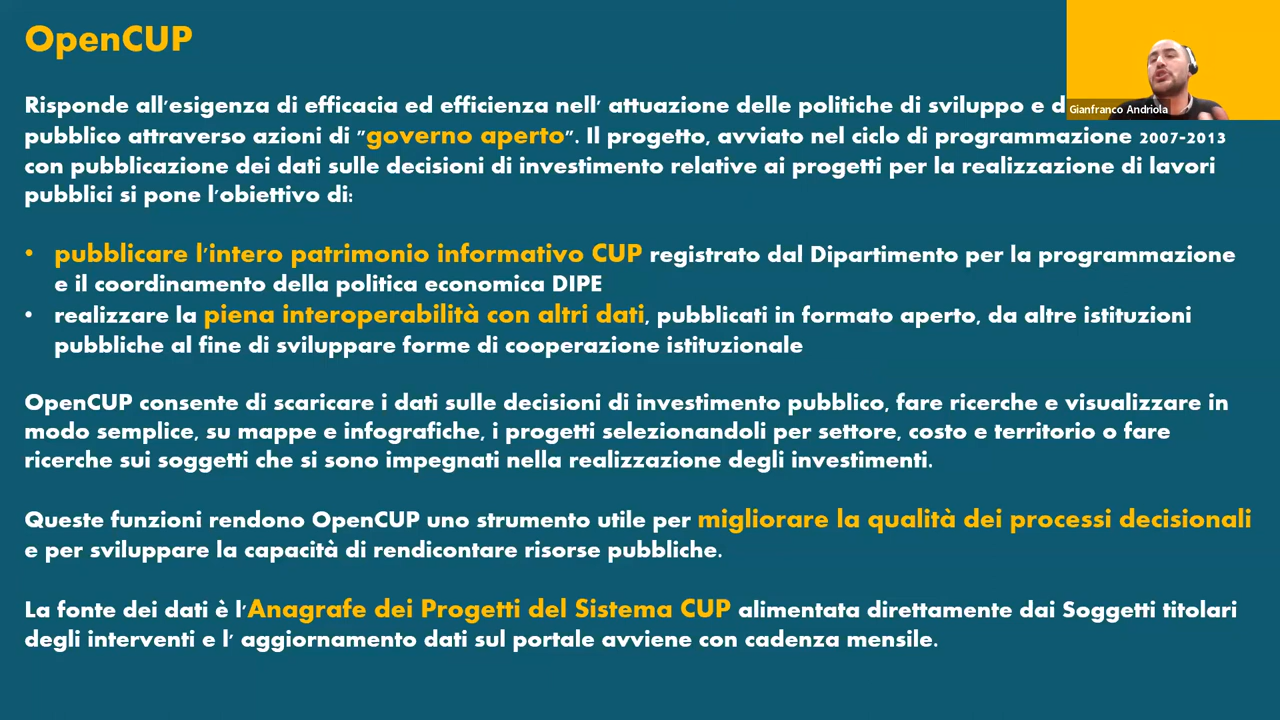 OpenCUP
Risponde all'esigenza di efficacia ed efficienza nell' attuazione delle politiche di sviluppo e d
Gianfranco Andriola
pubblico attraverso azioni di "governo aperto". Il progetto, avviato nel ciclo di programmazione 2007-2013
con pubblicazione dei dati sulle decisioni di investimento relative ai progetti per la realizzazione di lavori
pubblici si pone l'obiettivo di:
• pubblicare l'intero patrimonio informativo CUP registrato dal Dipartimento per la programmazione
e il coordinamento della politica economica DIPE
• realizzare la piena interoperabilità con altri dati, pubblicati in formato aperto, da altre istituzioni
pubbliche al fine di sviluppare forme di cooperazione istituzionale
OpenCUP consente di scaricare i dati sulle decisioni di investimento pubblico, fare ricerche e visualizzare in
modo semplice, su mappe e infografiche, i progetti selezionandoli per settore, costo e territorio o fare
ricerche sui soggetti che si sono impegnati nella realizzazione degli investimenti.
Queste funzioni rendono OpenCUP uno strumento utile per migliorare la qualità dei processi decisionali
e per sviluppare la capacità di rendicontare risorse pubbliche.
La fonte dei dati è l'Anagrafe dei Progetti del Sistema CUP alimentata direttamente dai Soggetti titolari
degli interventi e l' aggiornamento dati sul portale avviene con cadenza mensile.